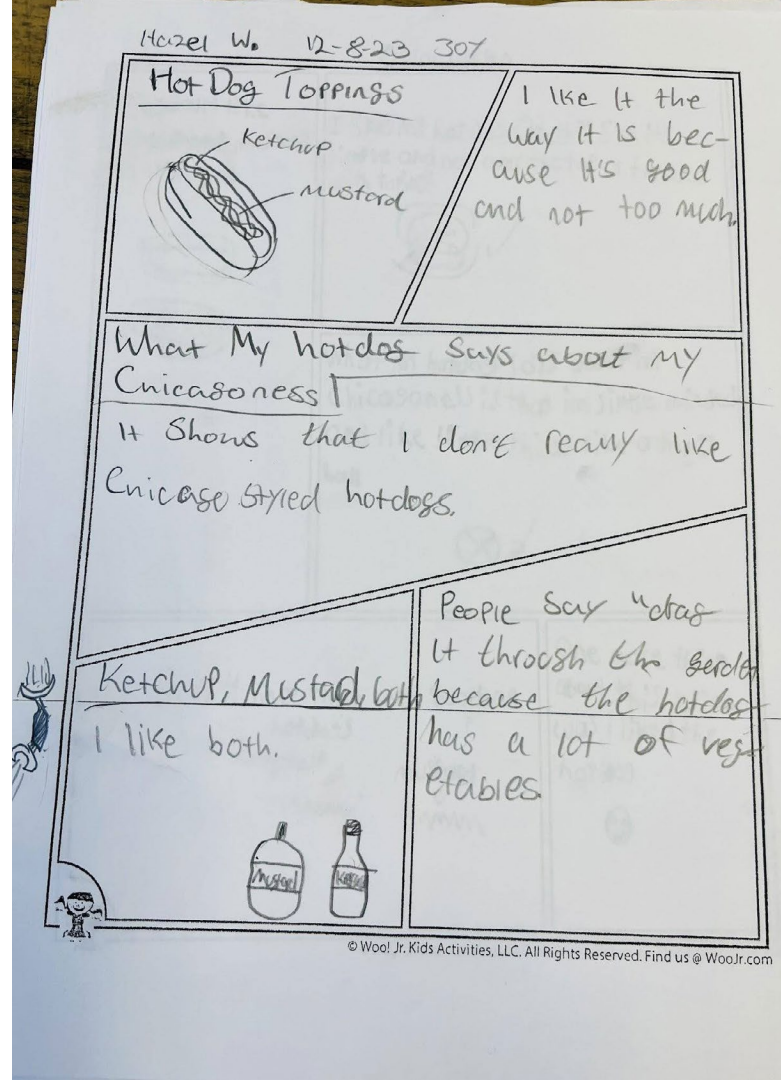 Hazel W. 12-8-23 304
Hot Dog Toppings
Ketchup
Mustard
I like it the
way it is bec-
ause it's good
and not too much.
What My hotdog Says about my
Chicagoness!
It Shows that I don't really like
Chicago Styled hotdogs.
Ketchup, Mustard, both
I like both.
Mustard
People Say "drag
it through the gerden
because the hotdog
has a lot of veg-
etables.
© Woo! Jr. Kids Activities, LLC. All Rights Reserved. Find us @ WooJr.com